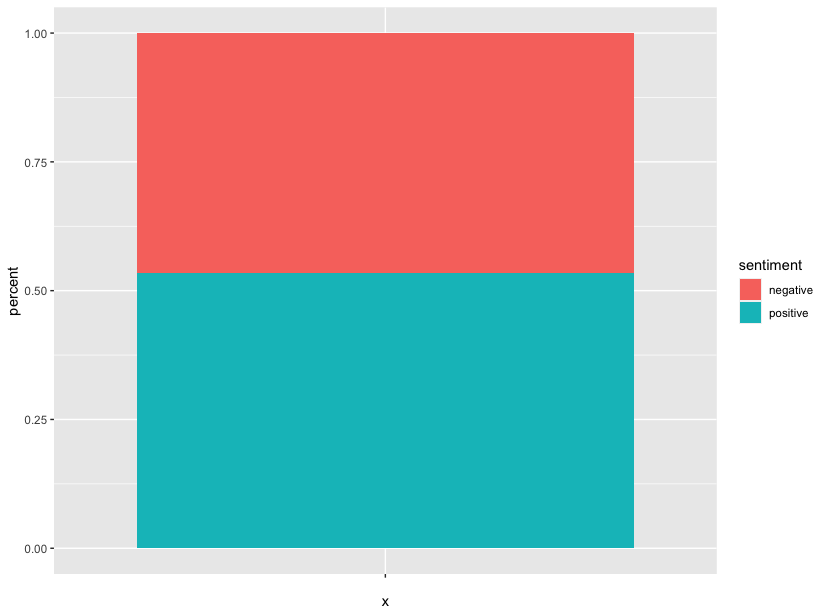 1.00
0.75
0.50
0.25
0.00
percent
x
sentiment
negative
positive